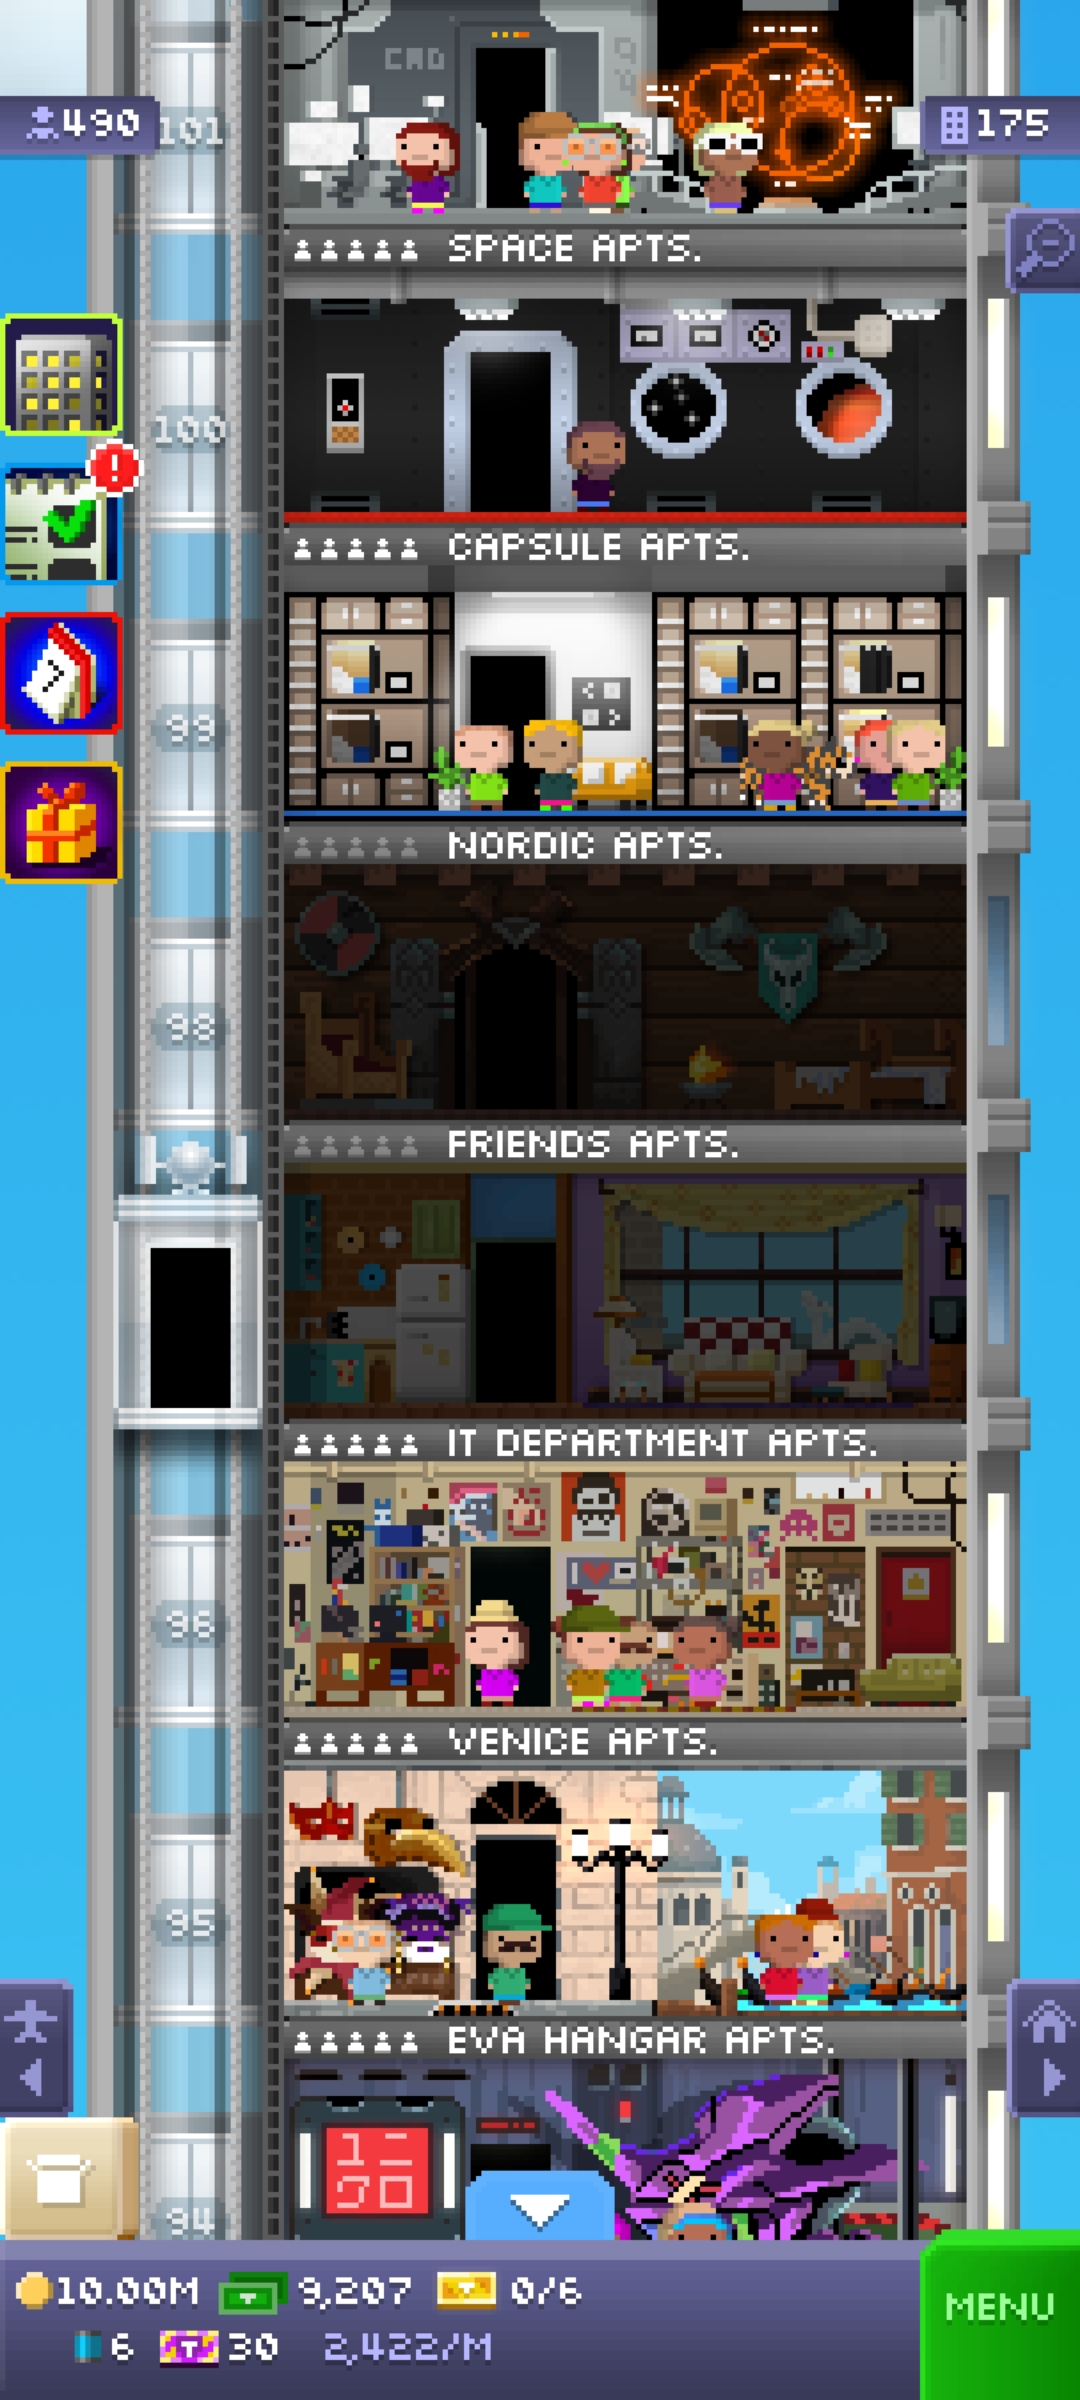 CMD
490
101
175
SPACE APTS.
100
CAPSULE APTS.
99
NORDIC APTS.
98
FRIENDS APTS.
IT DEPARTMENT APTS.
96
VENICE APTS.
95
EVA HANGAR APTS.
94
10.00M 9,207 0/6
MENU
6 T 30 2,422/M